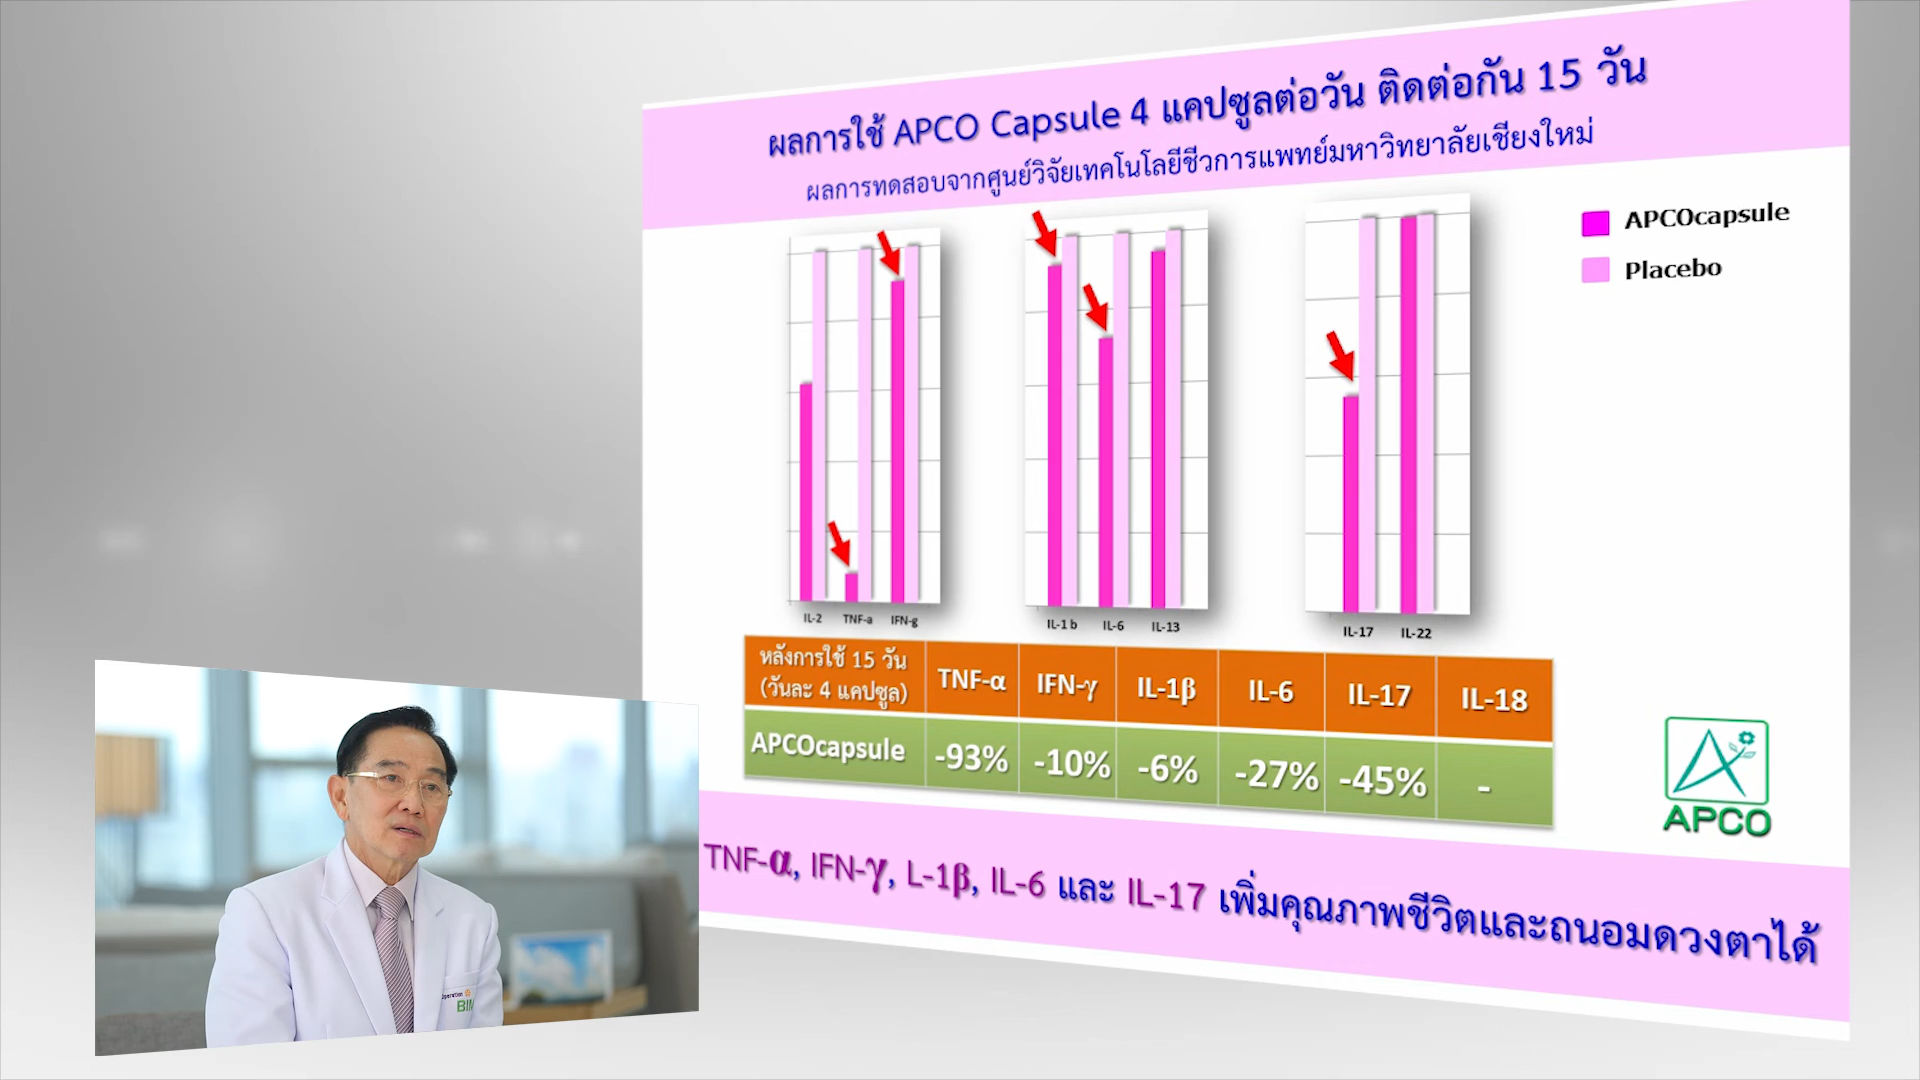 ผลการใช้ APCO Capsule 4 แคปซูลต่อวัน ติดต่อกัน 15 วัน
ผลการทดสอบจากศูนย์วิจัยเทคโนโลยีชีวการแพทย์มหาวิทยาลัยเชียงใหม่
APCOcapsule
Placebo
IL-2 TNF-a IFN-g
IL-1 b IL-6 IL-13
IL-17 IL-22
หลังการใช้ 15 วัน
(วันละ 4 แคปซูล)
TNF-α IFN-γ IL-1β IL-6 IL-17 IL-18
APCOcapsule -93% -10% -6% -27% -45% -
APCO
TNF-α, IFN-γ, L-1β, IL-6 และ IL-17 เพิ่มคุณภาพชีวิตและถนอมดวงตาได้
Operation
BIM